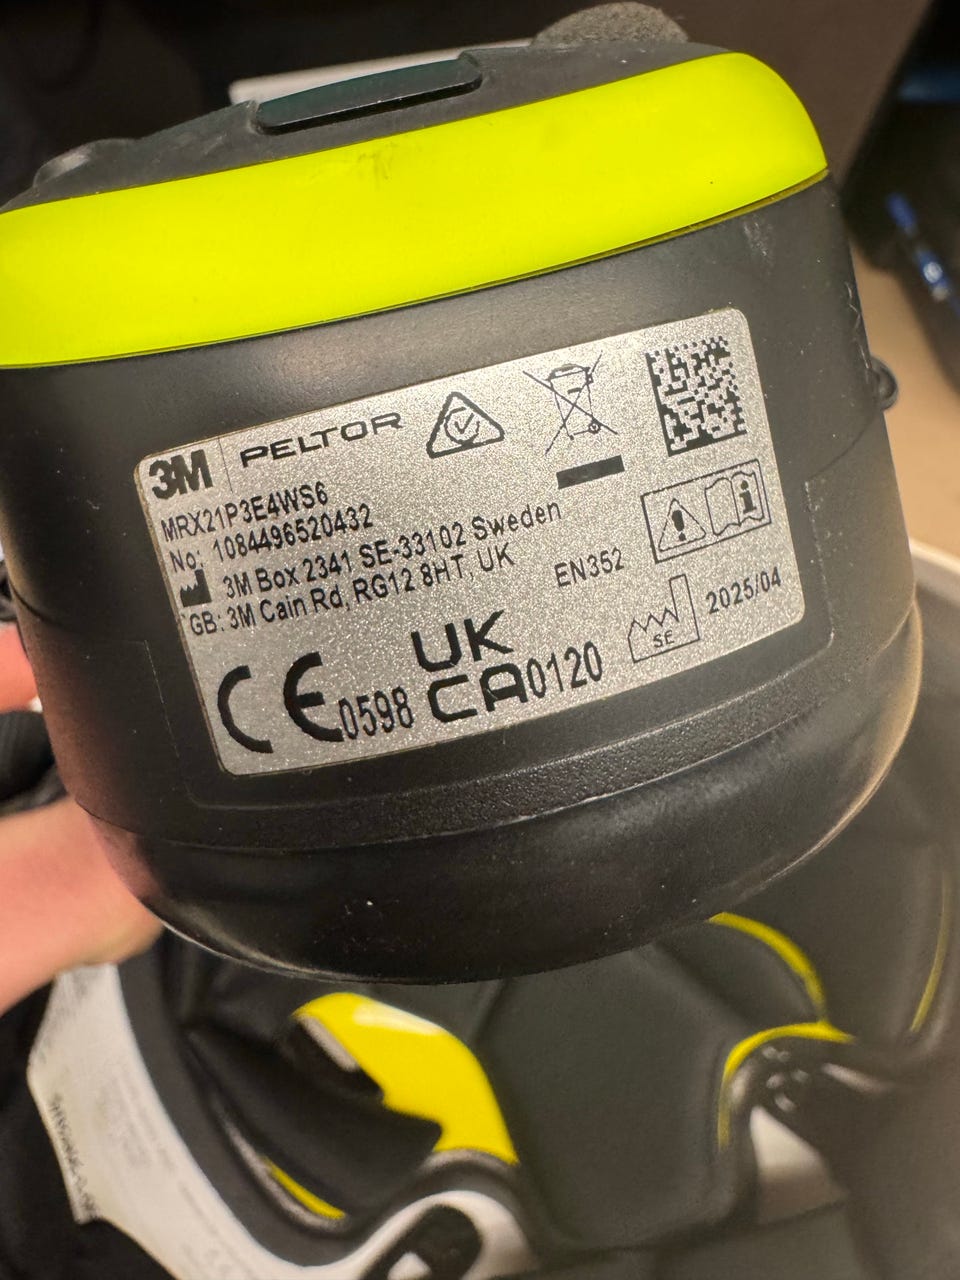 3M PELTOR
MRX21P3E4WS6
No: 1084496520432
3M Box 2341 SE-33102 Sweden
GB: 3M Cain Rd, RG12 8HT, UK
EN352
i
SE
2025/04
CE 0598
UK
CA 0120